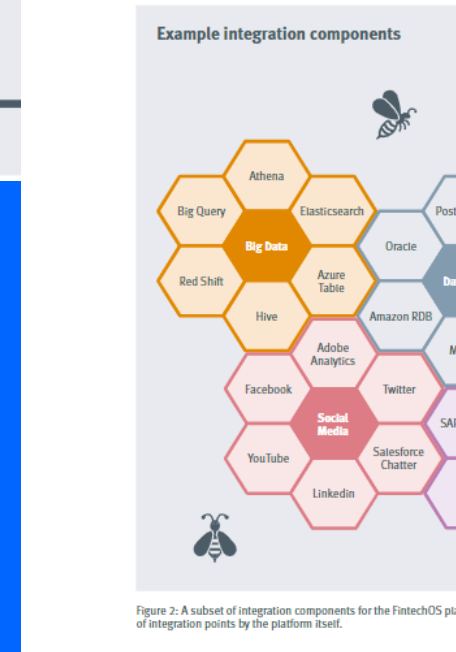 Example integration components
Athena
Big Query
Elasticsearch
Big Data
Oracle
Red Shift
Azure
Table
Hive
Amazon RDB
Adobe
Analytics
Facebook
Twitter
Social
Media
YouTube
Salesforce
Chatter
Linkedin
Figure 2: A subset of integration components for the FintechOS
of integration points by the platform itself.